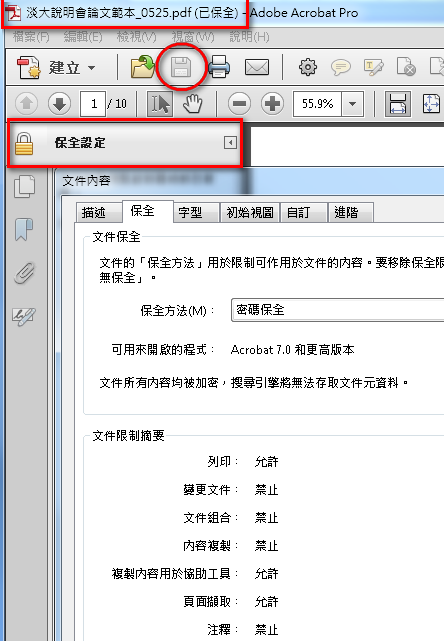 淡大說明會論文範本_0525.pdf (已保全) - Adobe Acrobat Pro
檔案(F) 編輯(E) 檢視(V) 視窗(W) 說明(H)
建立
1 / 10 55.9%
保全設定
文件內容
描述 保全 字型 初始視圖 自訂 進階
文件保全
文件的「保全方法」用於限制可作用於文件的內容。要移除保全限
無保全」。
保全方法(M)： 密碼保全
可用來開啟的程式： Acrobat 7.0 和更高版本
文件所有內容均被加密，搜尋引擎將無法存取文件元資料。
文件限制摘要
列印： 允許
變更文件： 禁止
文件組合： 禁止
內容複製： 禁止
複製內容用於協助工具： 允許
頁面擷取： 允許
注釋： 禁止